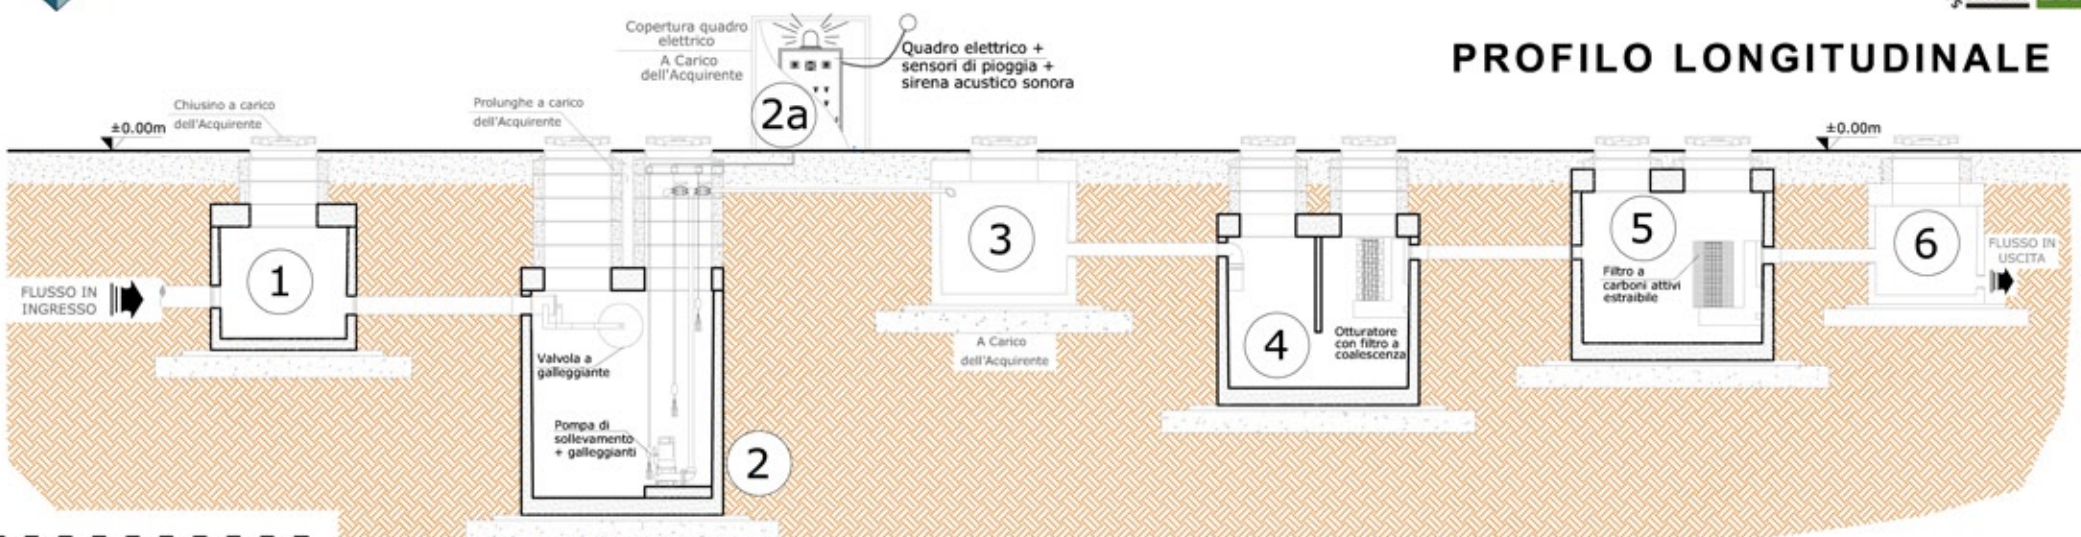 PROFILO LONGITUDINALE
Copertura quadro
elettrico
A Carico
dell'Acquirente
Quadro elettrico +
sensori di pioggia +
sirena acustico sonora
2a
Chiusino a carico
dell'Acquirente
±0.00m
Prolunghe a carico
dell'Acquirente
±0.00m
FLUSSO IN
INGRESSO
1
Valvola a
galleggiante
Pompa di
sollevamento
+ galleggianti
2
3
A Carico
dell'Acquirente
4
Otturatore
con filtro a
coalescenza
5
Filtro a
carboni attivi
estraibile
6
FLUSSO IN
USCITA